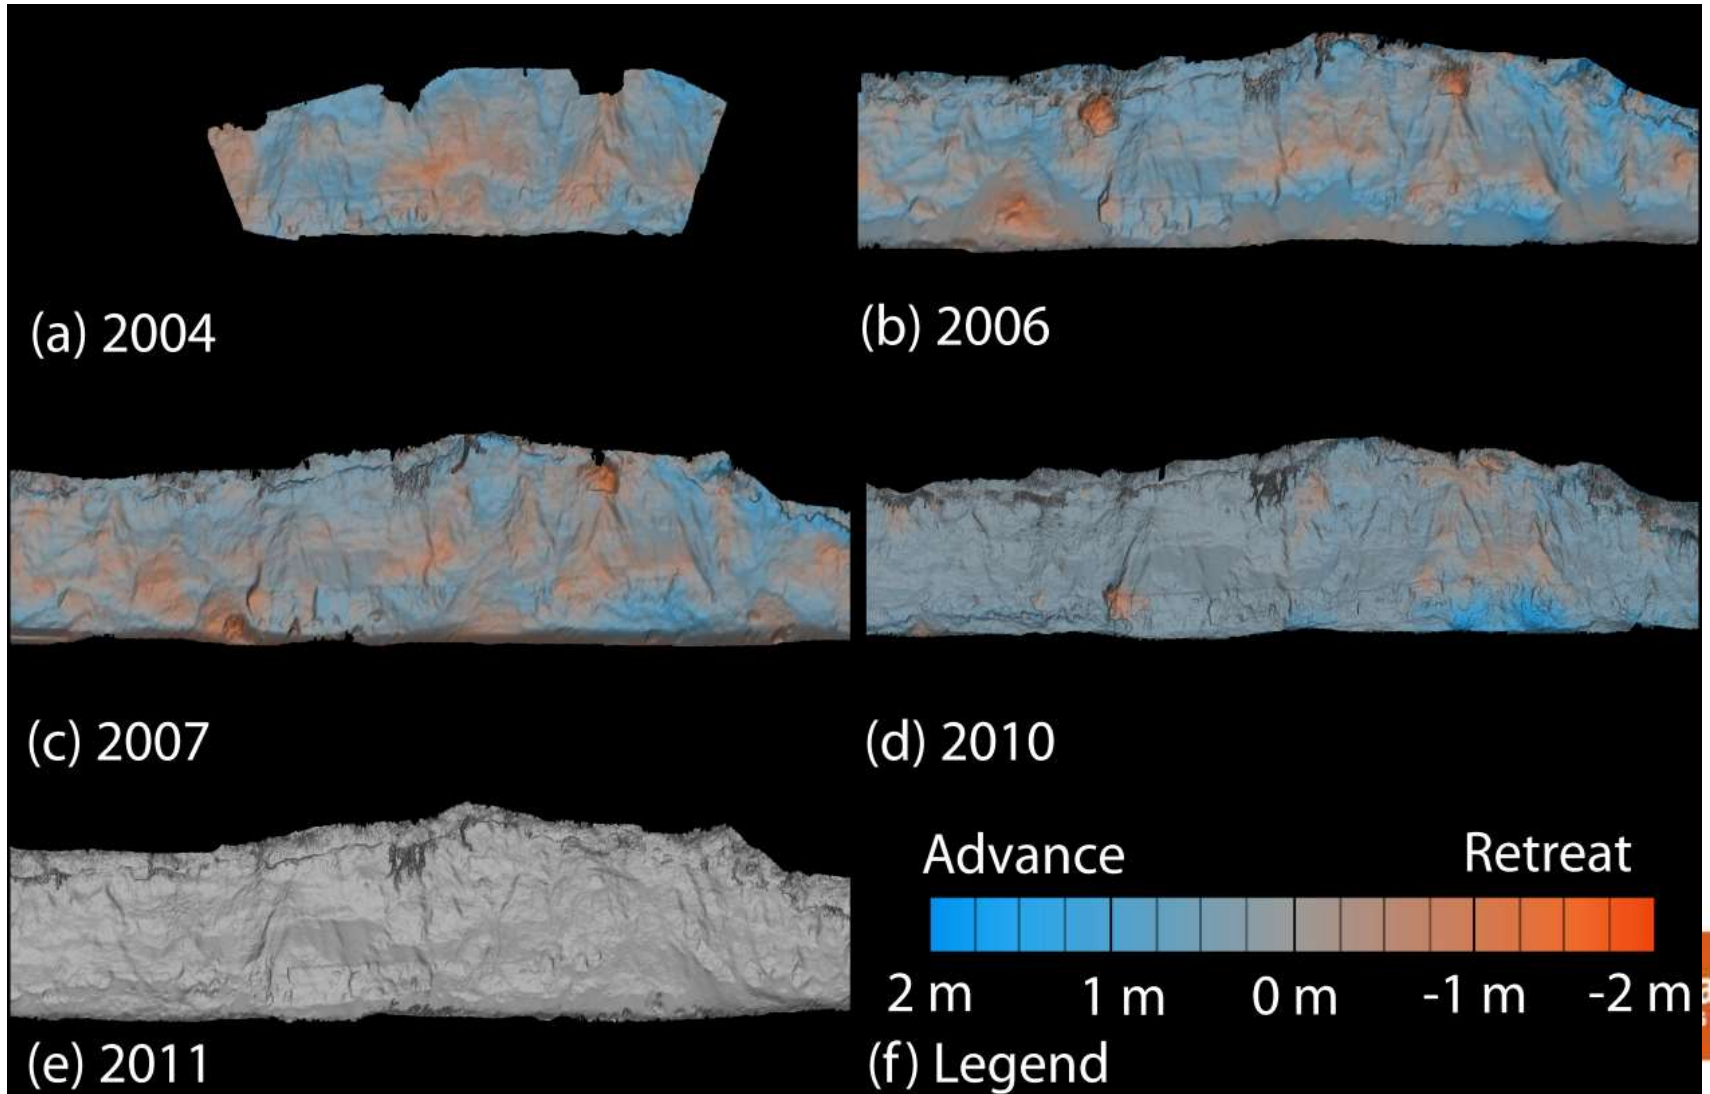 (a) 2004
(b) 2006
(c) 2007
(d) 2010
Advance Retreat
2 m 1 m 0 m -1 m -2 m
(e) 2011
(f) Legend